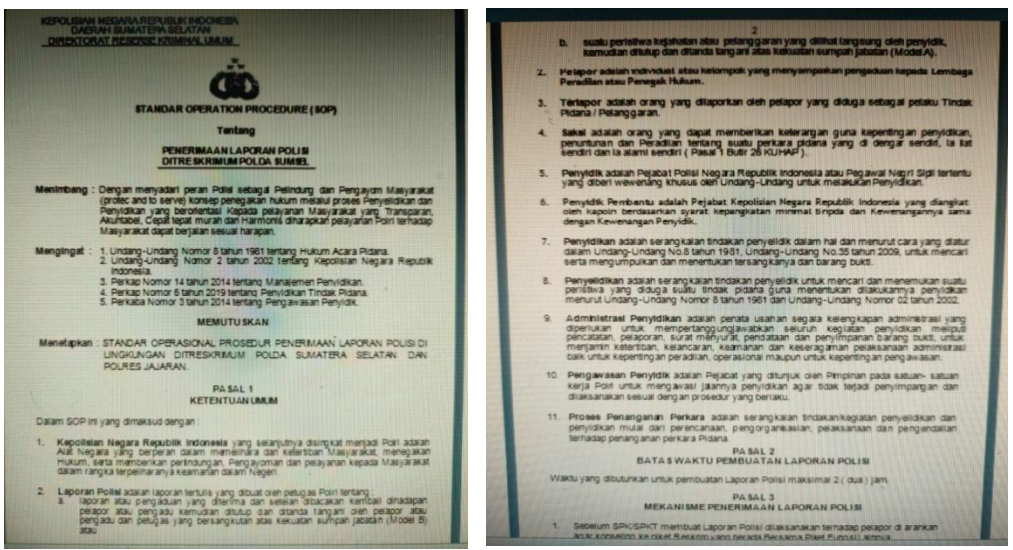 KEPOLISIAN NEGARA REPUBLIK INDONESIA
DAERAH SUMATERA SELATAN
DIREKTORAT RESERSE KRIMINAL UMUM
STANDAR OPERATION PROCEDURE (SOP)
Tentang
PENERIMAAN LAPORAN POLISI
DITRESKRIMUM POLDA SUMSEL
Menimbang : Dengan menyadari peran Polisi sebagai Pelindung dan Pengayom Masyarakat
(protec and to serve) konsep penegakan hukum melalui proses Penyelidikan dan
Penyidikan yang berorientasi Kepada pelayanan Masyarakat yang Transparan,
Akuntabel, Cepat tepat murah dan Harmonis diharapkan pelayanan Polri terhadap
Masyarakat dapat berjalan sesuai harapan.
Mengingat : 1. Undang-Undang Nomor 8 tahun 1981 tentang Hukum Acara Pidana.
2. Undang-Undang Nomor 2 tahun 2002 tentang Kepolisian Negara Republik
Indonesia.
3. Perkap Nomor 14 tahun 2014 tentang Manajemen Penyidikan.
4. Perkap Nomor 6 tahun 2019 tentang Penyidikan Tindak Pidana.
5. Perkaba Nomor 3 tahun 2014 tentang Pengawasan Penyidik.
MEMUTUSKAN
Menetapkan : STANDAR OPERASIONAL PROSEDUR PENERIMAAN LAPORAN POLISI DI
LINGKUNGAN DITRESKRIMUM POLDA SUMATERA SELATAN DAN
POLRES JAJARAN.
PASAL 1
KETENTUAN UMUM
Dalam SOP ini yang dimaksud dengan :
1. Kepolisian Negara Republik Indonesia yang selanjutnya disingkat menjadi Polri adalah
Alat Negara yang berperan dalam memelihara dan ketertiban Masyarakat, menegakan
Hukum, serta memberikan perlindungan, Pengayoman dan pelayanan kepada Masyarakat
dalam rangka terpeliharanya keamanan dalam Negeri.
2. Laporan Polisi adalah laporan tertulis yang dibuat oleh petugas Polri tentang :
a. laporan atau pengaduan yang diterima dan setelah dibacakan kembali dihadapan
pelapor atau pengadu kemudian ditutup dan ditanda tangani oleh pelapor atau
pengadu dan petugas yang bersangkutan atas kekuatan sumpah jabatan (Model B)
atau
2
b. suatu peristiwa kejahatan atau pelanggaran yang dilihat langsung oleh penyidik,
kemudian ditutup dan ditanda tangani atas kekuatan sumpah jabatan (Model A).
2. Pelapor adalah individual atau kelompok yang menyampaikan pengaduan kepada Lembaga
Peradilan atau Penegak Hukum.
3. Terlapor adalah orang yang dilaporkan oleh pelapor yang diduga sebagai pelaku Tindak
Pidana / Pelanggaran.
4. Saksi adalah orang yang dapat memberikan keterangan guna kepentingan penyidikan,
penuntunan dan Peradilan tentang suatu perkara pidana yang di dengar sendiri, ia liat
sendiri dan ia alami sendiri ( Pasal 1 Butir 26 KUHAP ).
5. Penyidik adalah Pejabat Polisi Negara Republik Indonesia atau Pegawai Negri Sipil tertentu
yang diberi wewenang khusus oleh Undang-Undang untuk melakukan Penyidikan.
6. Penyidik Pembantu adalah Pejabat Kepolisian Negara Republik Indonesia yang diangkat
oleh kapolri berdasarkan syarat kepangkatan minimal bripda dan Kewenangannya sama
dengan Kewenangan Penyidik.
7. Penyidikan adalah serangkaian tindakan penyelidik dalam hal dan menurut cara yang diatur
dalam Undang-Undang No.8 tahun 1981, Undang-Undang No.35 tahun 2009, untuk mencari
serta mengumpulkan dan menentukan tersangkanya dan barang bukti.
8. Penyelidikan adalah serangkaian tindakan penyelidik untuk mencari dan menemukan suatu
peristiwa yang diduga suatu tindak pidana guna menentukan dilakukannya penyidikan
menurut Undang-Undang Nomor 8 tahun 1981 dan Undang-Undang Nomor 02 tahun 2002.
9. Administrasi Penyidikan adalah penata usahan segala kelengkapan administrasi yang
diperlukan untuk mempertanggungjawabkan seluruh kegiatan penyidikan meliputi
pencatatan, pelaporan, surat menyurat, pendataan dan penyimpanan barang bukti, untuk
menjamin ketertiban, kelancaran, keamanan dan keseragaman pelaksanaan administrasi
baik untuk kepentingan peradilan, operasional maupun untuk kepentingan pengawasan.
10. Pengawasan Penyidik adalah Pejabat yang ditunjuk oleh Pimpinan pada satuan- satuan
kerja Polri untuk mengawasi jalannya penyidikan agar tidak terjadi penyimpangan dan
dilaksanakan sesuai dengan prosedur yang berlaku.
11. Proses Penanganan Perkara adalah serangkaian tindakan/kegiatan penyelidikan dan
penyidikan mulai dari perencanaan, pengorganisasian, pelaksanaan dan pengendalian
terhadap penanganan perkara Pidana.
PASAL 2
BATAS WAKTU PEMBUATAN LAPORAN POLISI
Waktu yang dibutuhkan untuk pembuatan Laporan Polisi maksimal 2 ( dua ) jam.
PASAL 3
MEKANISME PENERIMAAN LAPORAN POLISI
1. Sebelum SPK/SPKT membuat Laporan Polisi dilaksanakan terhadap pelapor di arahkan
agar konseling ke piket Reskrim yang berada Bersama Piket Fungsi Lainnya